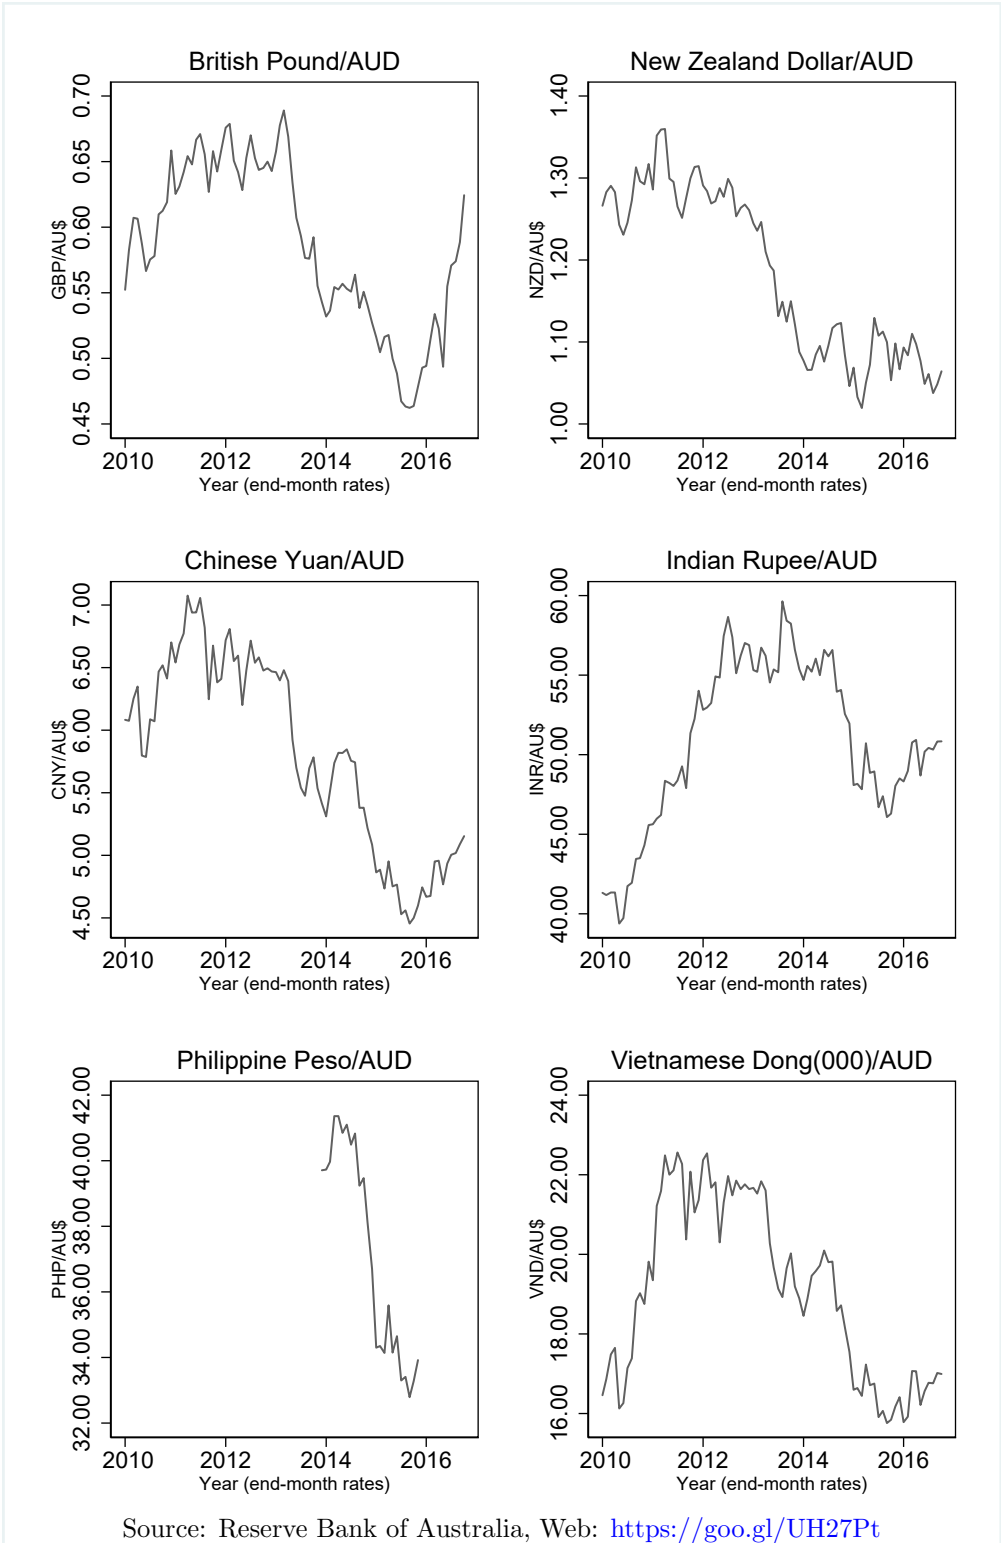 British Pound/AUD
GBP/AU$
0.45 0.50 0.55 0.60 0.65 0.70
2010 2012 2014 2016
Year (end-month rates)
New Zealand Dollar/AUD
NZD/AU$
1.00 1.10 1.20 1.30 1.40
2010 2012 2014 2016
Year (end-month rates)
Chinese Yuan/AUD
CNY/AU$
4.50 5.00 5.50 6.00 6.50 7.00
2010 2012 2014 2016
Year (end-month rates)
Indian Rupee/AUD
INR/AU$
40.00 45.00 50.00 55.00 60.00
2010 2012 2014 2016
Year (end-month rates)
Philippine Peso/AUD
PHP/AU$
32.00 34.00 36.00 38.00 40.00 42.00
2010 2012 2014 2016
Year (end-month rates)
Vietnamese Dong(000)/AUD
VND/AU$
16.00 18.00 20.00 22.00 24.00
2010 2012 2014 2016
Year (end-month rates)
Source: Reserve Bank of Australia, Web: https://goo.gl/UH27Pt